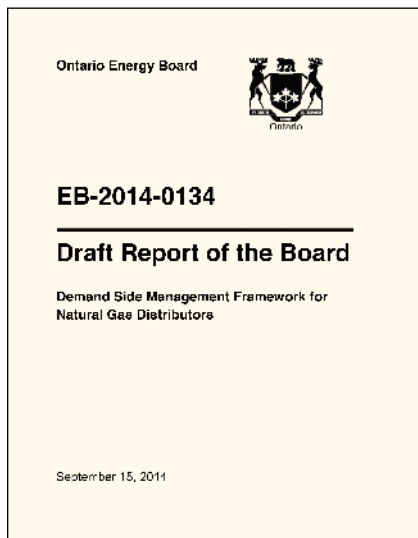 Ontario Energy Board
Ontario
EB-2014-0134
Draft Report of the Board
Demand Side Management Framework for
Natural Gas Distributors
September 15, 2014